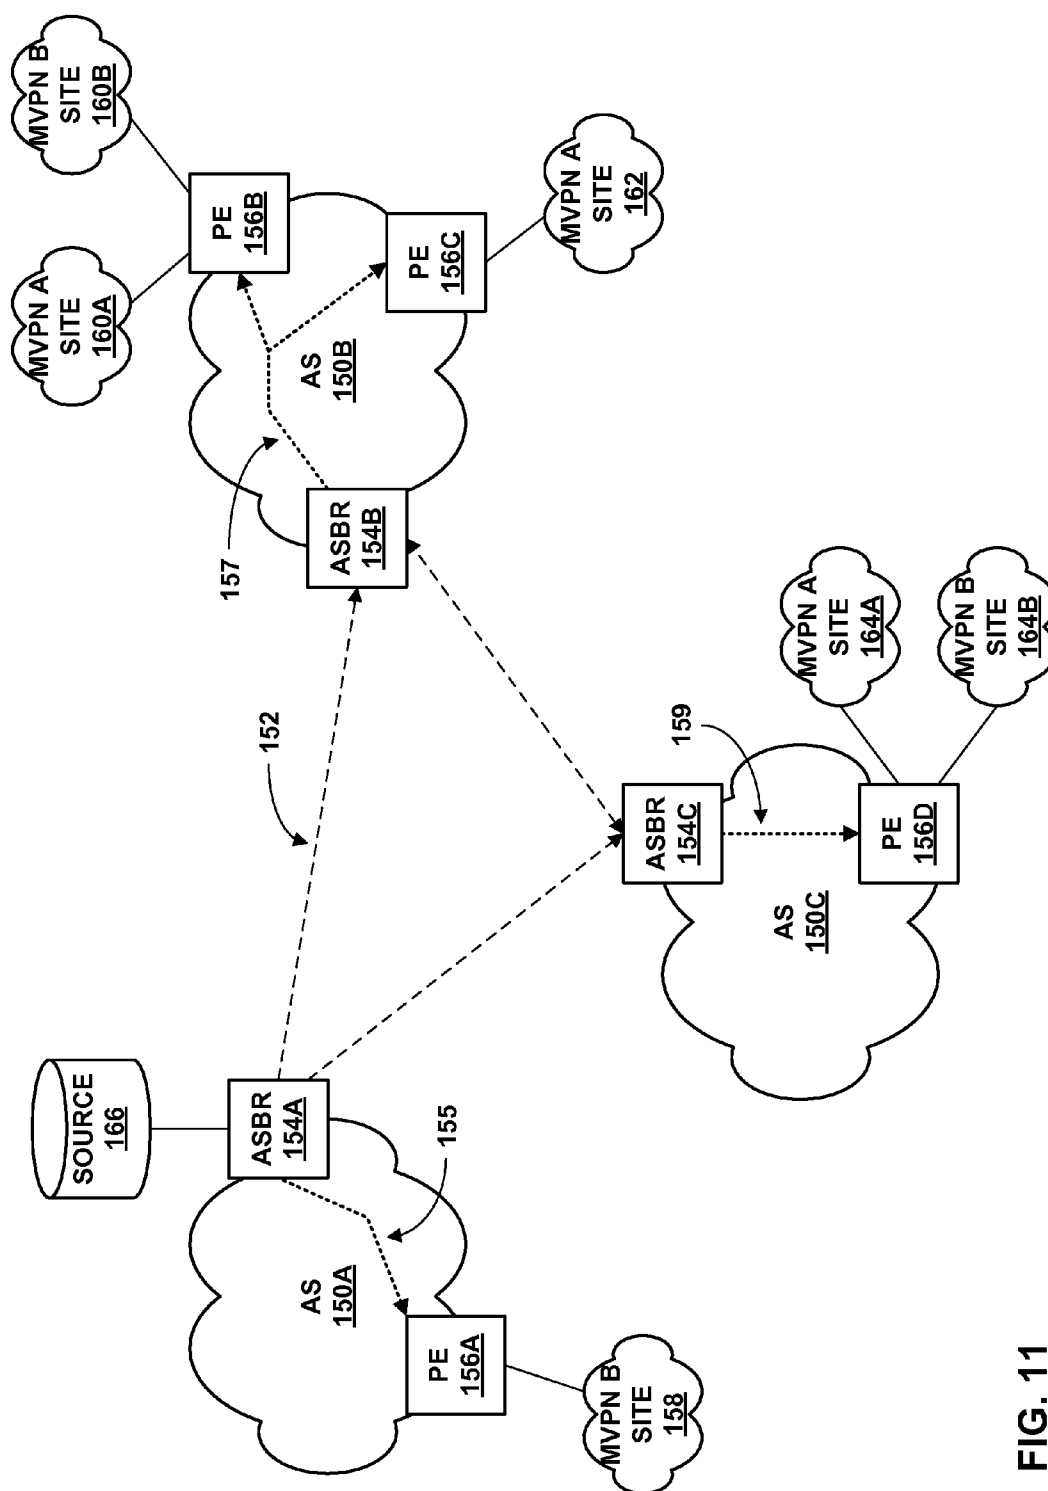 SOURCE
166
ASBR
154A
AS
150A
155
PE
156A
MVPN B
SITE
158
152
157
ASBR
154B
AS
150B
PE
156B
PE
156C
MVPN A
SITE
160A
MVPN B
SITE
160B
MVPN A
SITE
162
ASBR
154C
159
AS
150C
PE
156D
MVPN A
SITE
164A
MVPN B
SITE
164B
FIG. 11